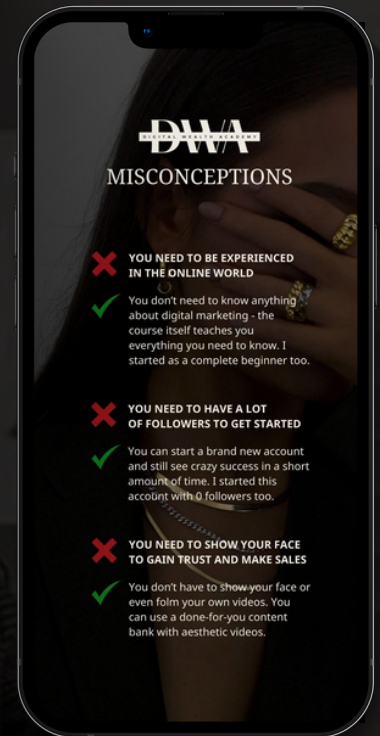 DWA
DIGITAL WEALTH ACADEMY
MISCONCEPTIONS
YOU NEED TO BE EXPERIENCED
IN THE ONLINE WORLD
You don't need to know anything
about digital marketing - the
course itself teaches you
everything you need to know. I
started as a complete beginner too.
YOU NEED TO HAVE A LOT
OF FOLLOWERS TO GET STARTED
You can start a brand new account
and still see crazy success in a short
amount of time. I started this
account with 0 followers too.
YOU NEED TO SHOW YOUR FACE
TO GAIN TRUST AND MAKE SALES
You don't have to show your face or
even folm your own videos. You
can use a done-for-you content
bank with aesthetic videos.